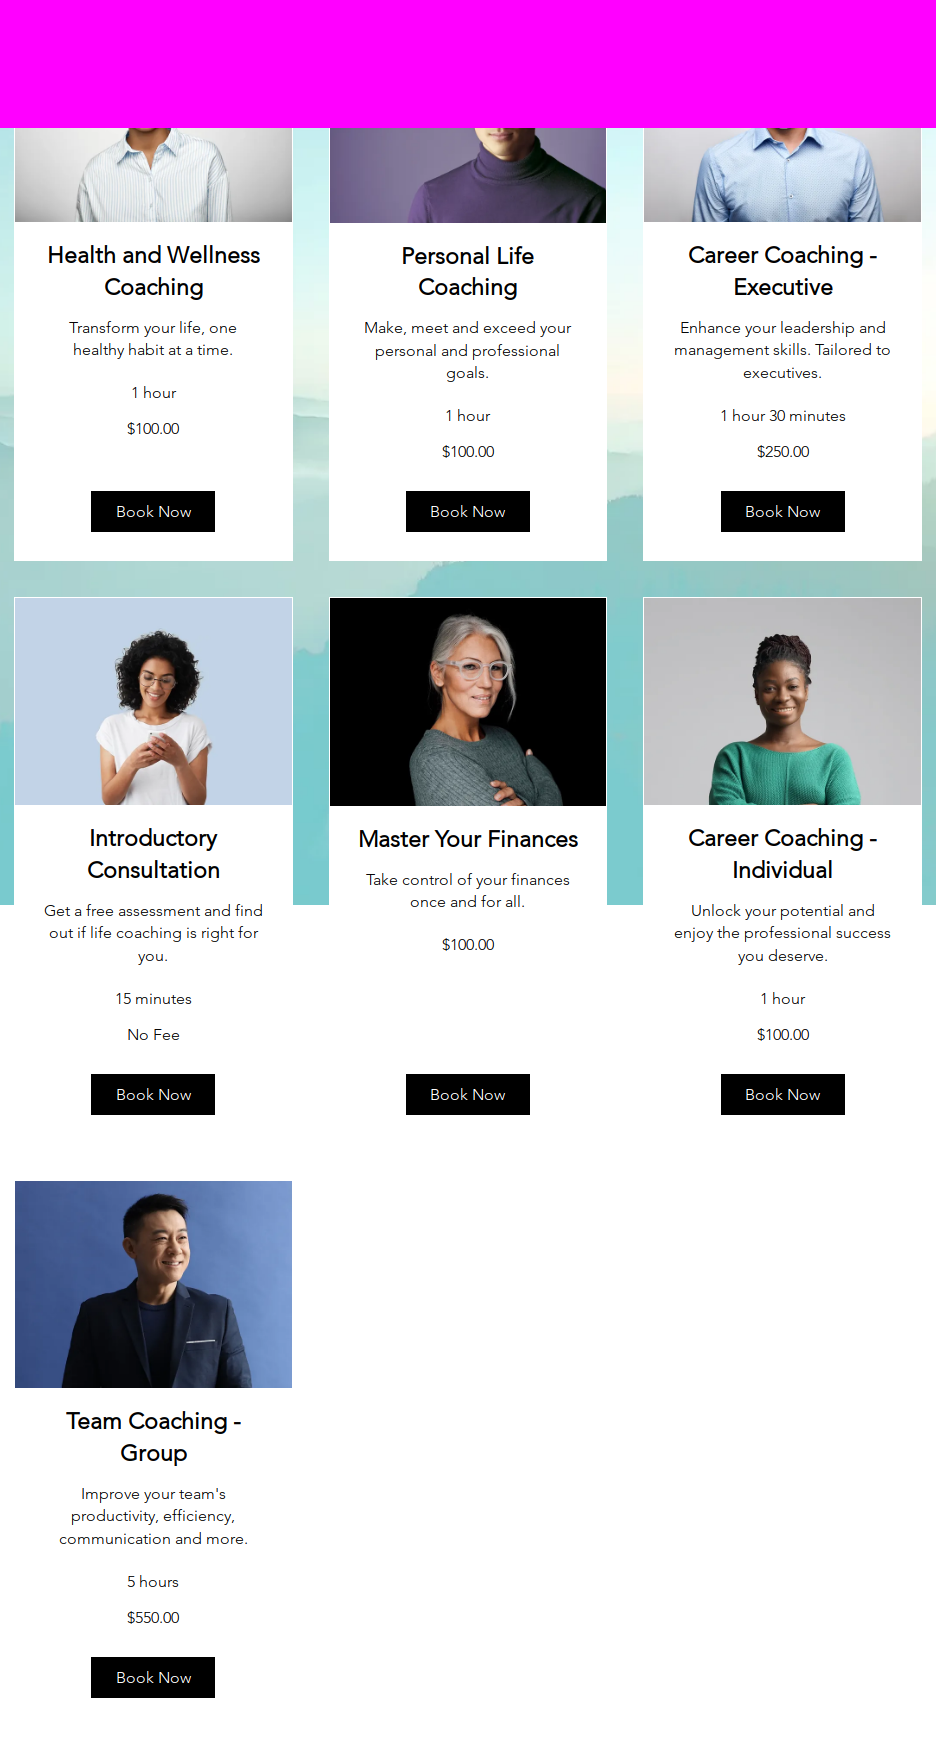 Health and Wellness
Coaching
Transform your life, one
healthy habit at a time.
1 hour
$100.00
Book Now
Personal Life
Coaching
Make, meet and exceed your
personal and professional
goals.
1 hour
$100.00
Book Now
Career Coaching -
Executive
Enhance your leadership and
management skills. Tailored to
executives.
1 hour 30 minutes
$250.00
Book Now
Introductory
Consultation
Get a free assessment and find
out if life coaching is right for
you.
15 minutes
No Fee
Book Now
Master Your Finances
Take control of your finances
once and for all.
$100.00
Book Now
Career Coaching -
Individual
Unlock your potential and
enjoy the professional success
you deserve.
1 hour
$100.00
Book Now
Team Coaching -
Group
Improve your team's
productivity, efficiency,
communication and more.
5 hours
$550.00
Book Now